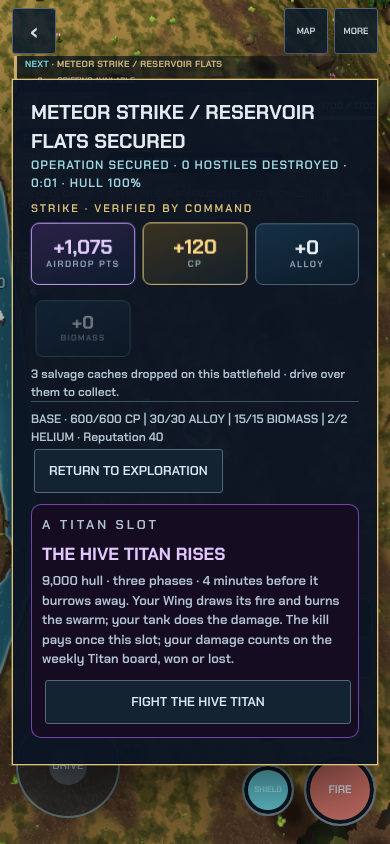 ‹
MAP
MORE
NEXT · METEOR STRIKE / RESERVOIR FLATS
METEOR STRIKE / RESERVOIR
FLATS SECURED
OPERATION SECURED · 0 HOSTILES DESTROYED ·
0:01 · HULL 100%
STRIKE · VERIFIED BY COMMAND
+1,075
AIRDROP PTS
+120
CP
+0
ALLOY
+0
BIOMASS
3 salvage caches dropped on this battlefield · drive over
them to collect.
BASE · 600/600 CP | 30/30 ALLOY | 15/15 BIOMASS | 2/2
HELIUM · Reputation 40
RETURN TO EXPLORATION
A TITAN SLOT
THE HIVE TITAN RISES
9,000 hull · three phases · 4 minutes before it
burrows away. Your Wing draws its fire and burns
the swarm; your tank does the damage. The kill
pays once this slot; your damage counts on the
weekly Titan board, won or lost.
FIGHT THE HIVE TITAN
DRIVE
SHIELD
FIRE